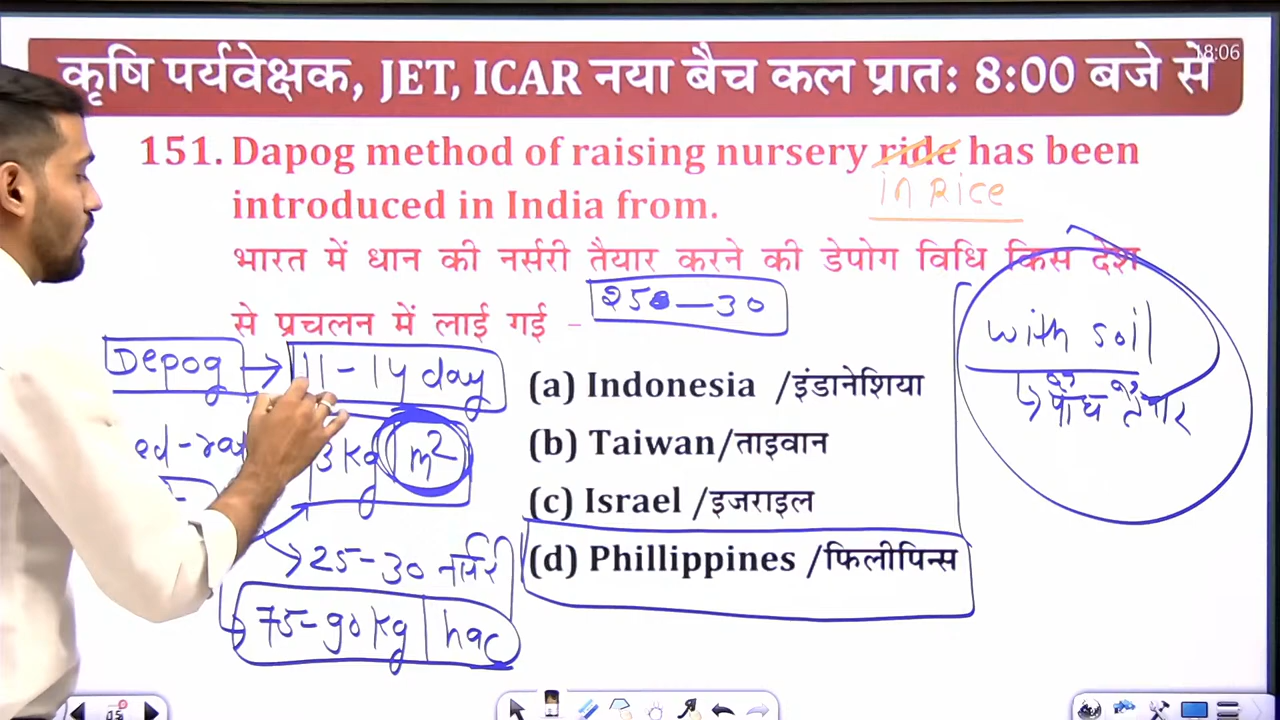 कृषि पर्यवेक्षक, JET, ICAR नया बैच कल प्रात: 8:00 बजे से
18:06
151. Dapog method of raising nursery ride has been
in Rice
introduced in India from.
भारत में धान की नर्सरी तैयार करने की डेपोग विधि किस देश
से प्रचलन में लाई गई -
250-30
with soil
पौध तैयार
Depog → 11-14 day
3 kg m²
25-30 नर्सरी
75-90 kg hac
(a) Indonesia /इंडानेशिया
(b) Taiwan/ताइवान
(c) Israel /इजराइल
(d) Phillippines /फिलीपिन्स
15